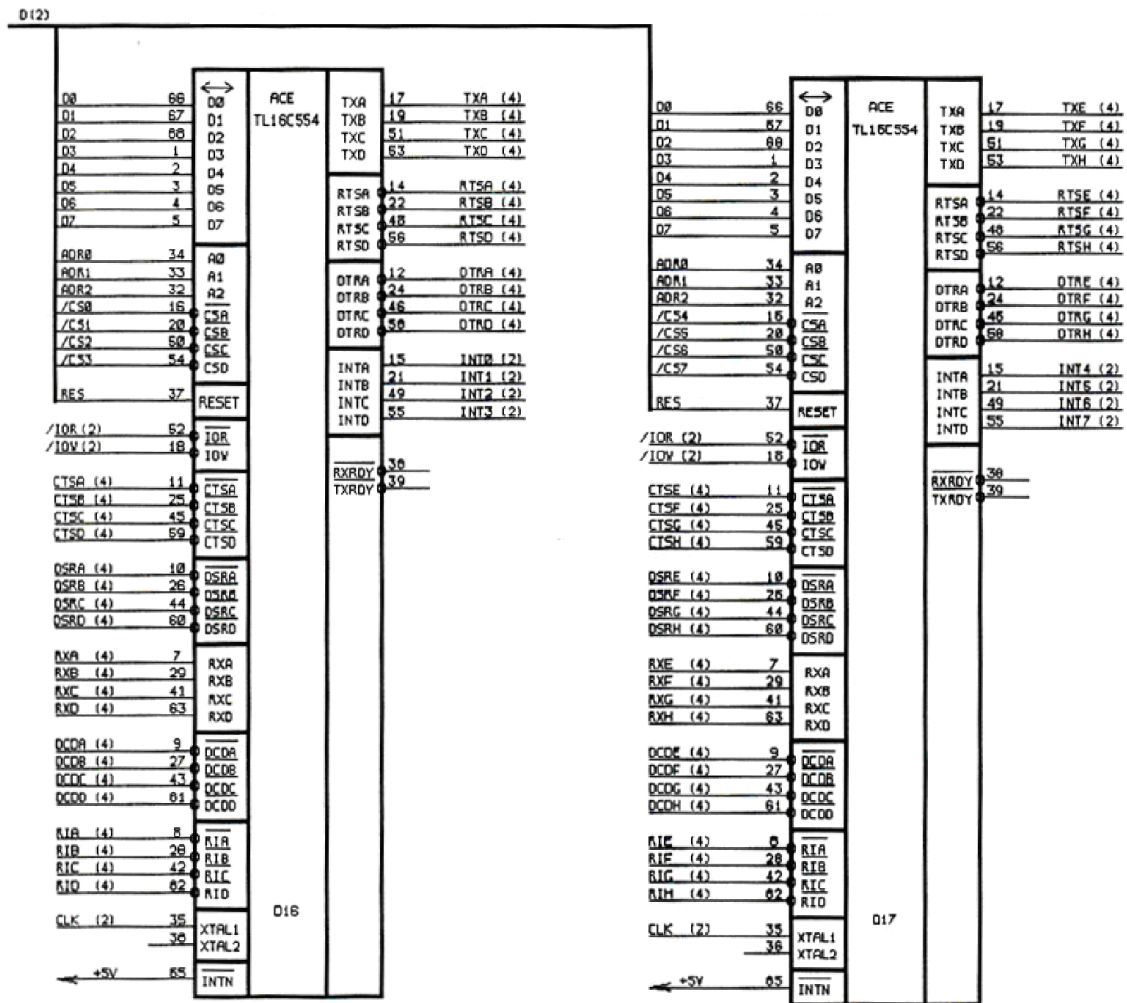 D(2)
D0 66 D0 ACE TXA 17 TXA (4)
D1 67 D1 TL16C554 TXB 19 TXB (4)
D2 68 D2 TXC 51 TXC (4)
D3 1 D3 TXD 53 TXD (4)
D4 2 D4
D5 3 D5 RTSA 14 RTSA (4)
D6 4 D6 RTSB 22 RTSB (4)
D7 5 D7 RTSC 48 RTSC (4)
RTSD 56 RTSD (4)
ADR0 34 A0
ADR1 33 A1 DTRA 12 DTRA (4)
ADR2 32 A2 DTRB 24 DTRB (4)
/CS0 16 CSA DTRC 46 DTRC (4)
/CS1 20 CSB DTRD 58 DTRD (4)
/CS2 50 CSC
/CS3 54 CSD INTA 15 INT0 (2)
INTB 21 INT1 (2)
RES 37 RESET INTC 49 INT2 (2)
INTD 55 INT3 (2)
/IOR (2) 52 IOR
/IOW (2) 18 IOW RXRDY 38
TXRDY 39
CTSA (4) 11 CTSA
CTSB (4) 25 CTSB
CTSC (4) 45 CTSC
CTSD (4) 59 CTSD
DSRA (4) 10 DSRA
DSRB (4) 26 DSRB
DSRC (4) 44 DSRC
DSRD (4) 60 DSRD
RXA (4) 7 RXA
RXB (4) 29 RXB
RXC (4) 41 RXC
RXD (4) 63 RXD
DCDA (4) 9 DCDA
DCDB (4) 27 DCDB
DCDC (4) 43 DCDC
DCDD (4) 61 DCDD
RIA (4) 8 RIA
RIB (4) 28 RIB
RIC (4) 42 RIC
RID (4) 62 RID
D16
CLK (2) 35 XTAL1
36 XTAL2
+5V 65 INTN
D0 66 D0 ACE TXA 17 TXE (4)
D1 67 D1 TL16C554 TXB 19 TXF (4)
D2 68 D2 TXC 51 TXG (4)
D3 1 D3 TXD 53 TXH (4)
D4 2 D4
D5 3 D5 RTSA 14 RTSE (4)
D6 4 D6 RTSB 22 RTSF (4)
D7 5 D7 RTSC 48 RTSG (4)
RTSD 56 RTSH (4)
ADR0 34 A0
ADR1 33 A1 DTRA 12 DTRE (4)
ADR2 32 A2 DTRB 24 DTRF (4)
/CS4 16 CSA DTRC 46 DTRG (4)
/CS5 20 CSB DTRD 58 DTRH (4)
/CS6 50 CSC
/CS7 54 CSD INTA 15 INT4 (2)
INTB 21 INT5 (2)
RES 37 RESET INTC 49 INT6 (2)
INTD 55 INT7 (2)
/IOR (2) 52 IOR
/IOW (2) 18 IOW RXRDY 38
TXRDY 39
CTSE (4) 11 CTSA
CTSF (4) 25 CTSB
CTSG (4) 45 CTSC
CTSH (4) 59 CTSD
DSRE (4) 10 DSRA
DSRF (4) 26 DSRB
DSRG (4) 44 DSRC
DSRH (4) 60 DSRD
RXE (4) 7 RXA
RXF (4) 29 RXB
RXG (4) 41 RXC
RXH (4) 63 RXD
DCDE (4) 9 DCDA
DCDF (4) 27 DCDB
DCDG (4) 43 DCDC
DCDH (4) 61 DCDD
RIE (4) 8 RIA
RIF (4) 28 RIB
RIG (4) 42 RIC
RIH (4) 62 RID
D17
CLK (2) 35 XTAL1
36 XTAL2
+5V 65 INTN